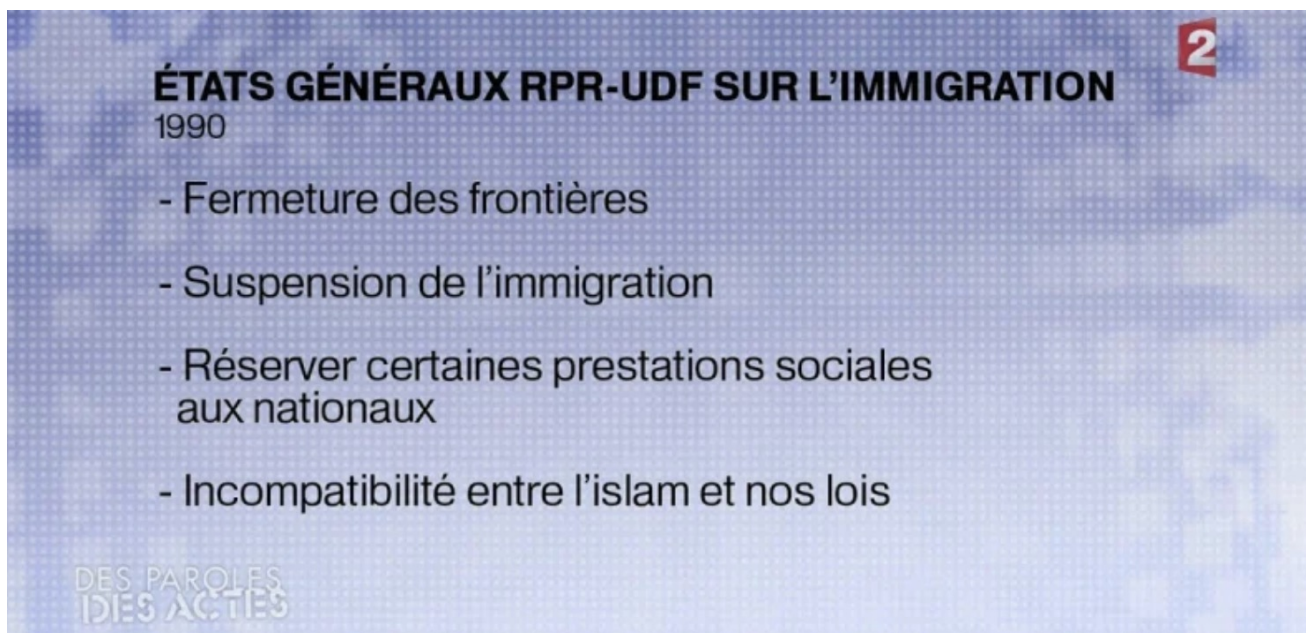 2
ÉTATS GÉNÉRAUX RPR-UDF SUR L'IMMIGRATION
1990
- Fermeture des frontières
- Suspension de l'immigration
- Réserver certaines prestations sociales
aux nationaux
- Incompatibilité entre l'islam et nos lois
DES PAROLES
DES ACTES